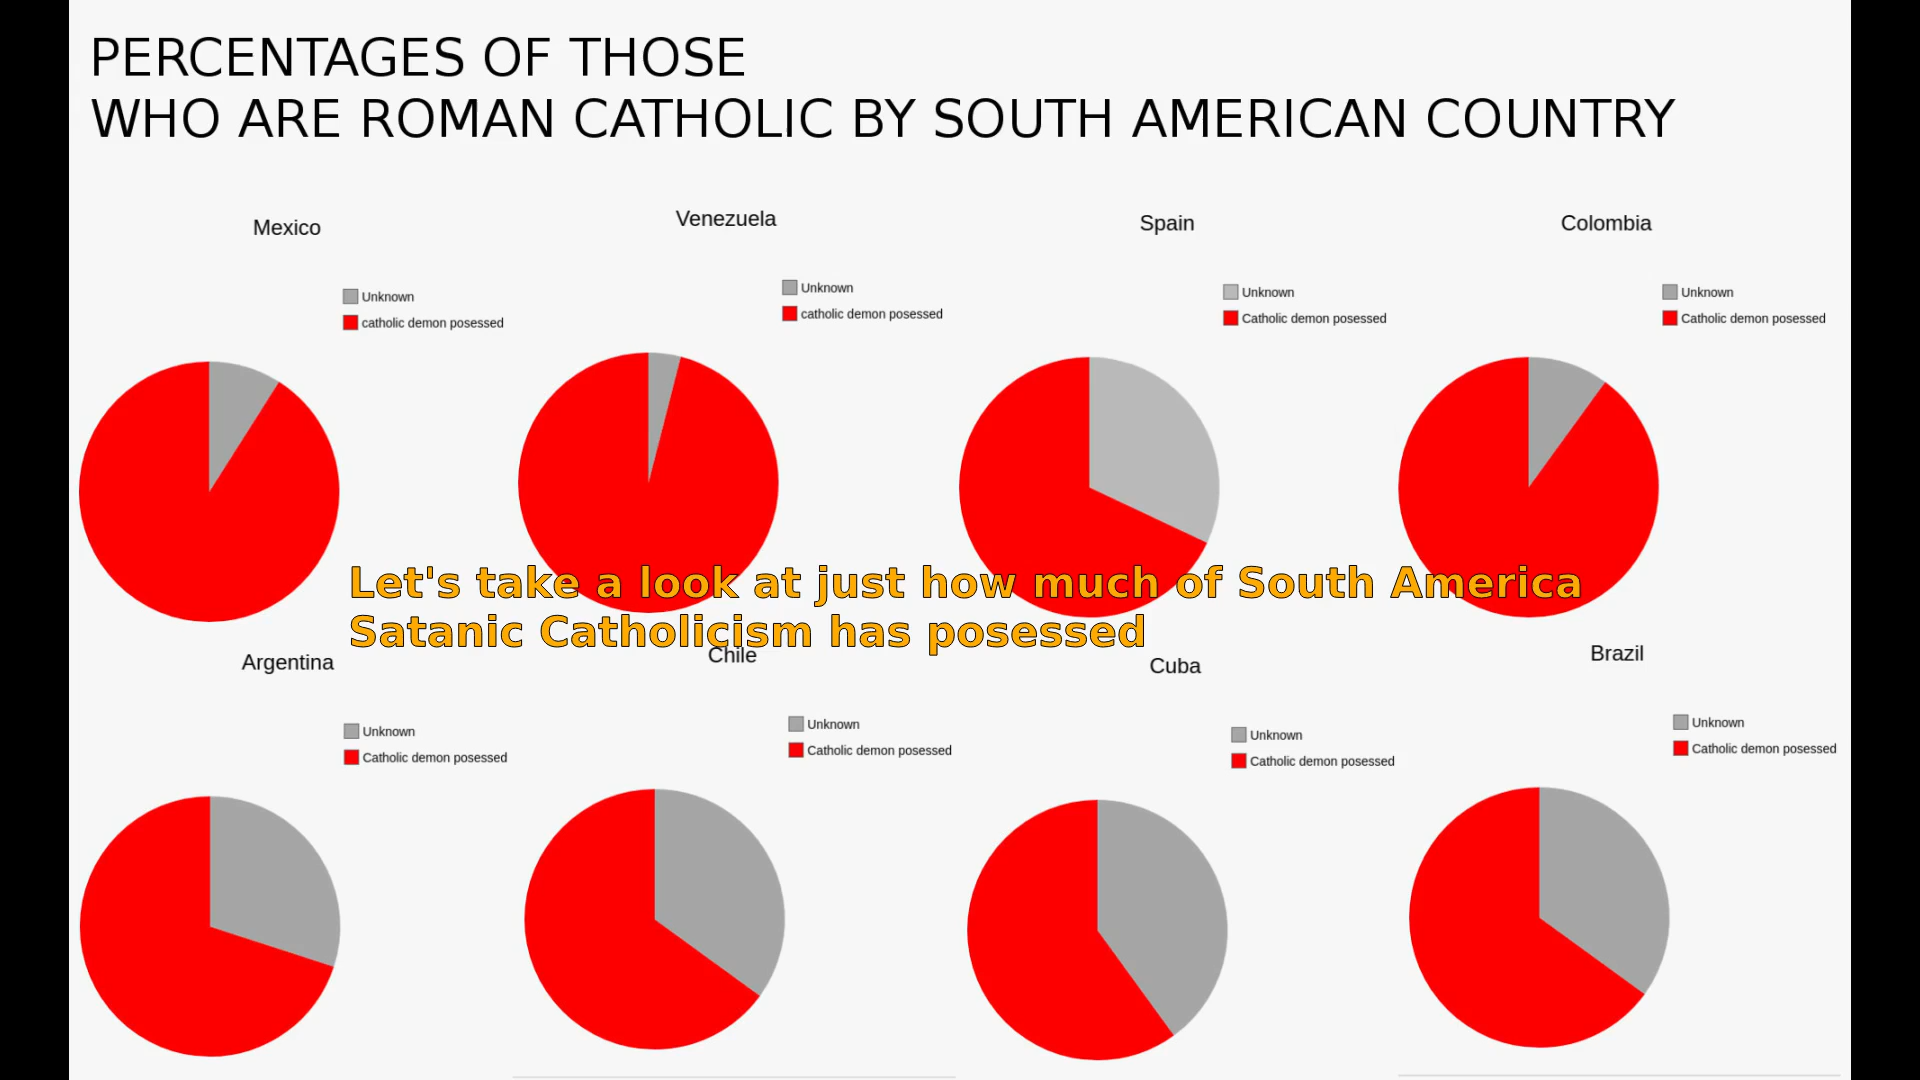 PERCENTAGES OF THOSE
WHO ARE ROMAN CATHOLIC BY SOUTH AMERICAN COUNTRY
Mexico
Unknown
catholic demon posessed
Venezuela
Unknown
catholic demon posessed
Spain
Unknown
Catholic demon posessed
Colombia
Unknown
Catholic demon posessed
Let's take a look at just how much of South America
Satanic Catholicism has posessed
Argentina
Unknown
Catholic demon posessed
Chile
Unknown
Catholic demon posessed
Cuba
Unknown
Catholic demon posessed
Brazil
Unknown
Catholic demon posessed